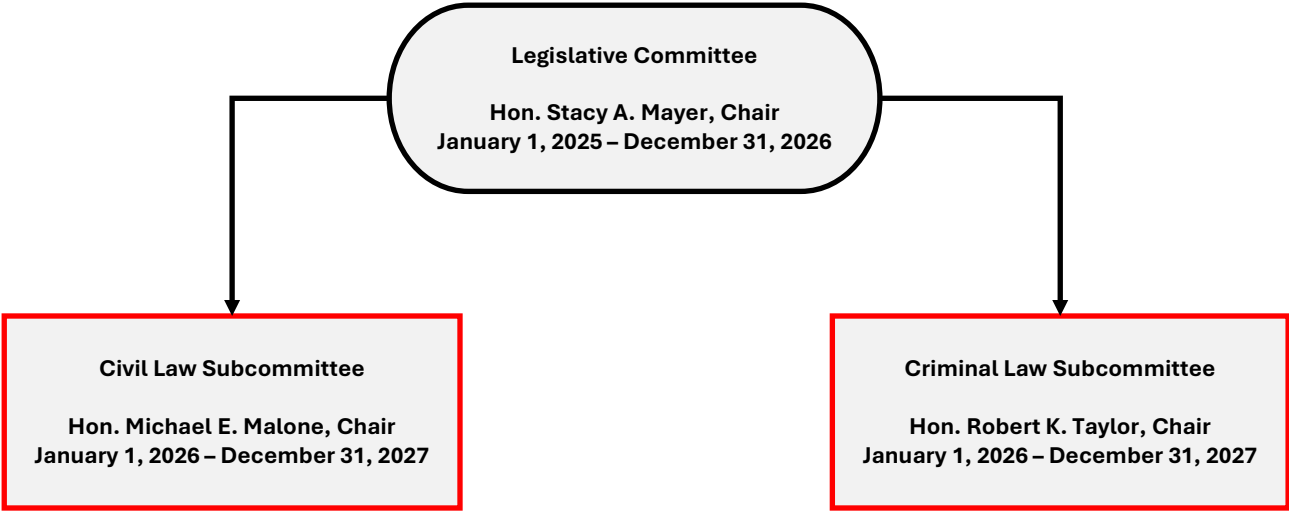 Legislative Committee
Hon. Stacy A. Mayer, Chair
January 1, 2025 – December 31, 2026
Civil Law Subcommittee
Hon. Michael E. Malone, Chair
January 1, 2026 – December 31, 2027
Criminal Law Subcommittee
Hon. Robert K. Taylor, Chair
January 1, 2026 – December 31, 2027